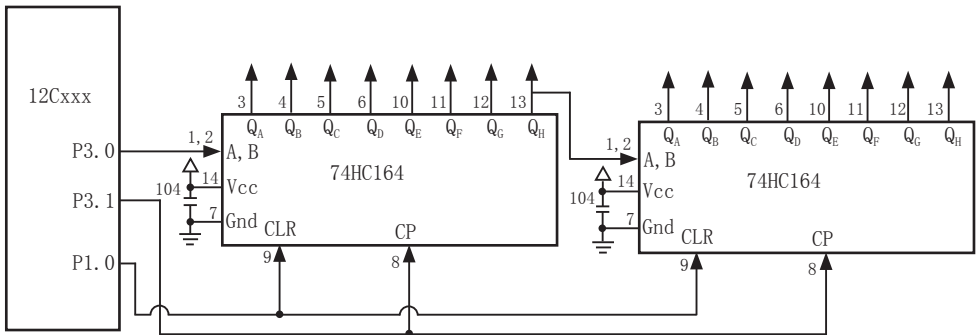 12Cxxx
P3.0
P3.1
P1.0
3 4 5 6 10 11 12 13
QA QB QC QD QE QF QG QH
1,2
A,B
74HC164
14
Vcc
104
7
Gnd
CLR
CP
9
8
3 4 5 6 10 11 12 13
QA QB QC QD QE QF QG QH
1,2
A,B
74HC164
14
Vcc
104
7
Gnd
CLR
CP
9
8